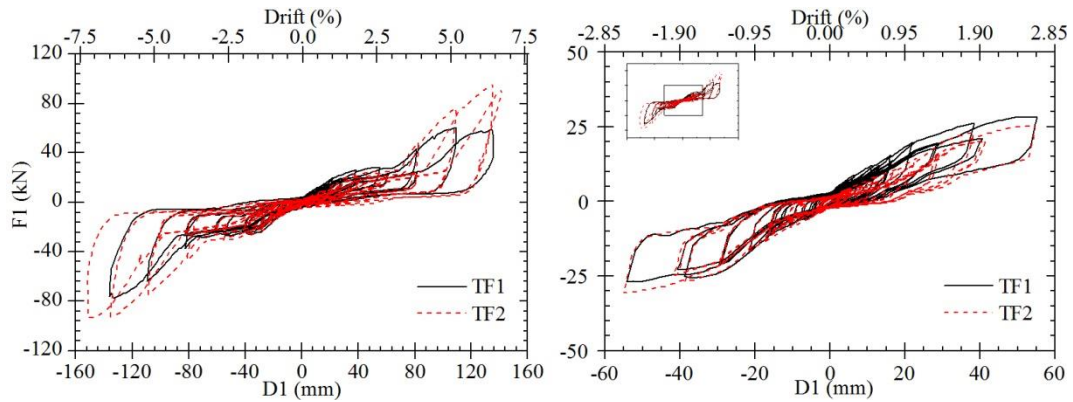 Drift (%)
-7.5 -5.0 -2.5 0.0 2.5 5.0 7.5
120
80
40
0
-40
-80
-120
F1 (kN)
TF1
TF2
-160 -120 -80 -40 0 40 80 120 160
D1 (mm)
Drift (%)
-2.85 -1.90 -0.95 0.00 0.95 1.90 2.85
50
25
0
-25
-50
TF1
TF2
-60 -40 -20 0 20 40 60
D1 (mm)